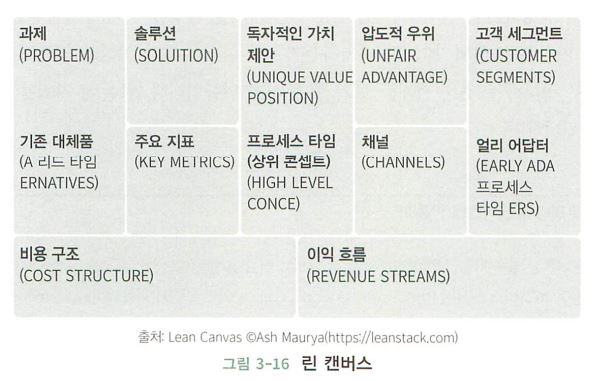 과제
(PROBLEM)
솔루션
(SOLUITION)
독자적인 가치
제안
(UNIQUE VALUE
POSITION)
압도적 우위
(UNFAIR
ADVANTAGE)
고객 세그먼트
(CUSTOMER
SEGMENTS)
기존 대체품
(A 리드 타임
ERNATIVES)
주요 지표
(KEY METRICS)
프로세스 타임
(상위 콘셉트)
(HIGH LEVEL
CONCE)
채널
(CHANNELS)
얼리 어답터
(EARLY ADA
프로세스
타임 ERS)
비용 구조
(COST STRUCTURE)
이익 흐름
(REVENUE STREAMS)
출처: Lean Canvas ©Ash Maurya(https://leanstack.com)
그림 3-16 린 캔버스